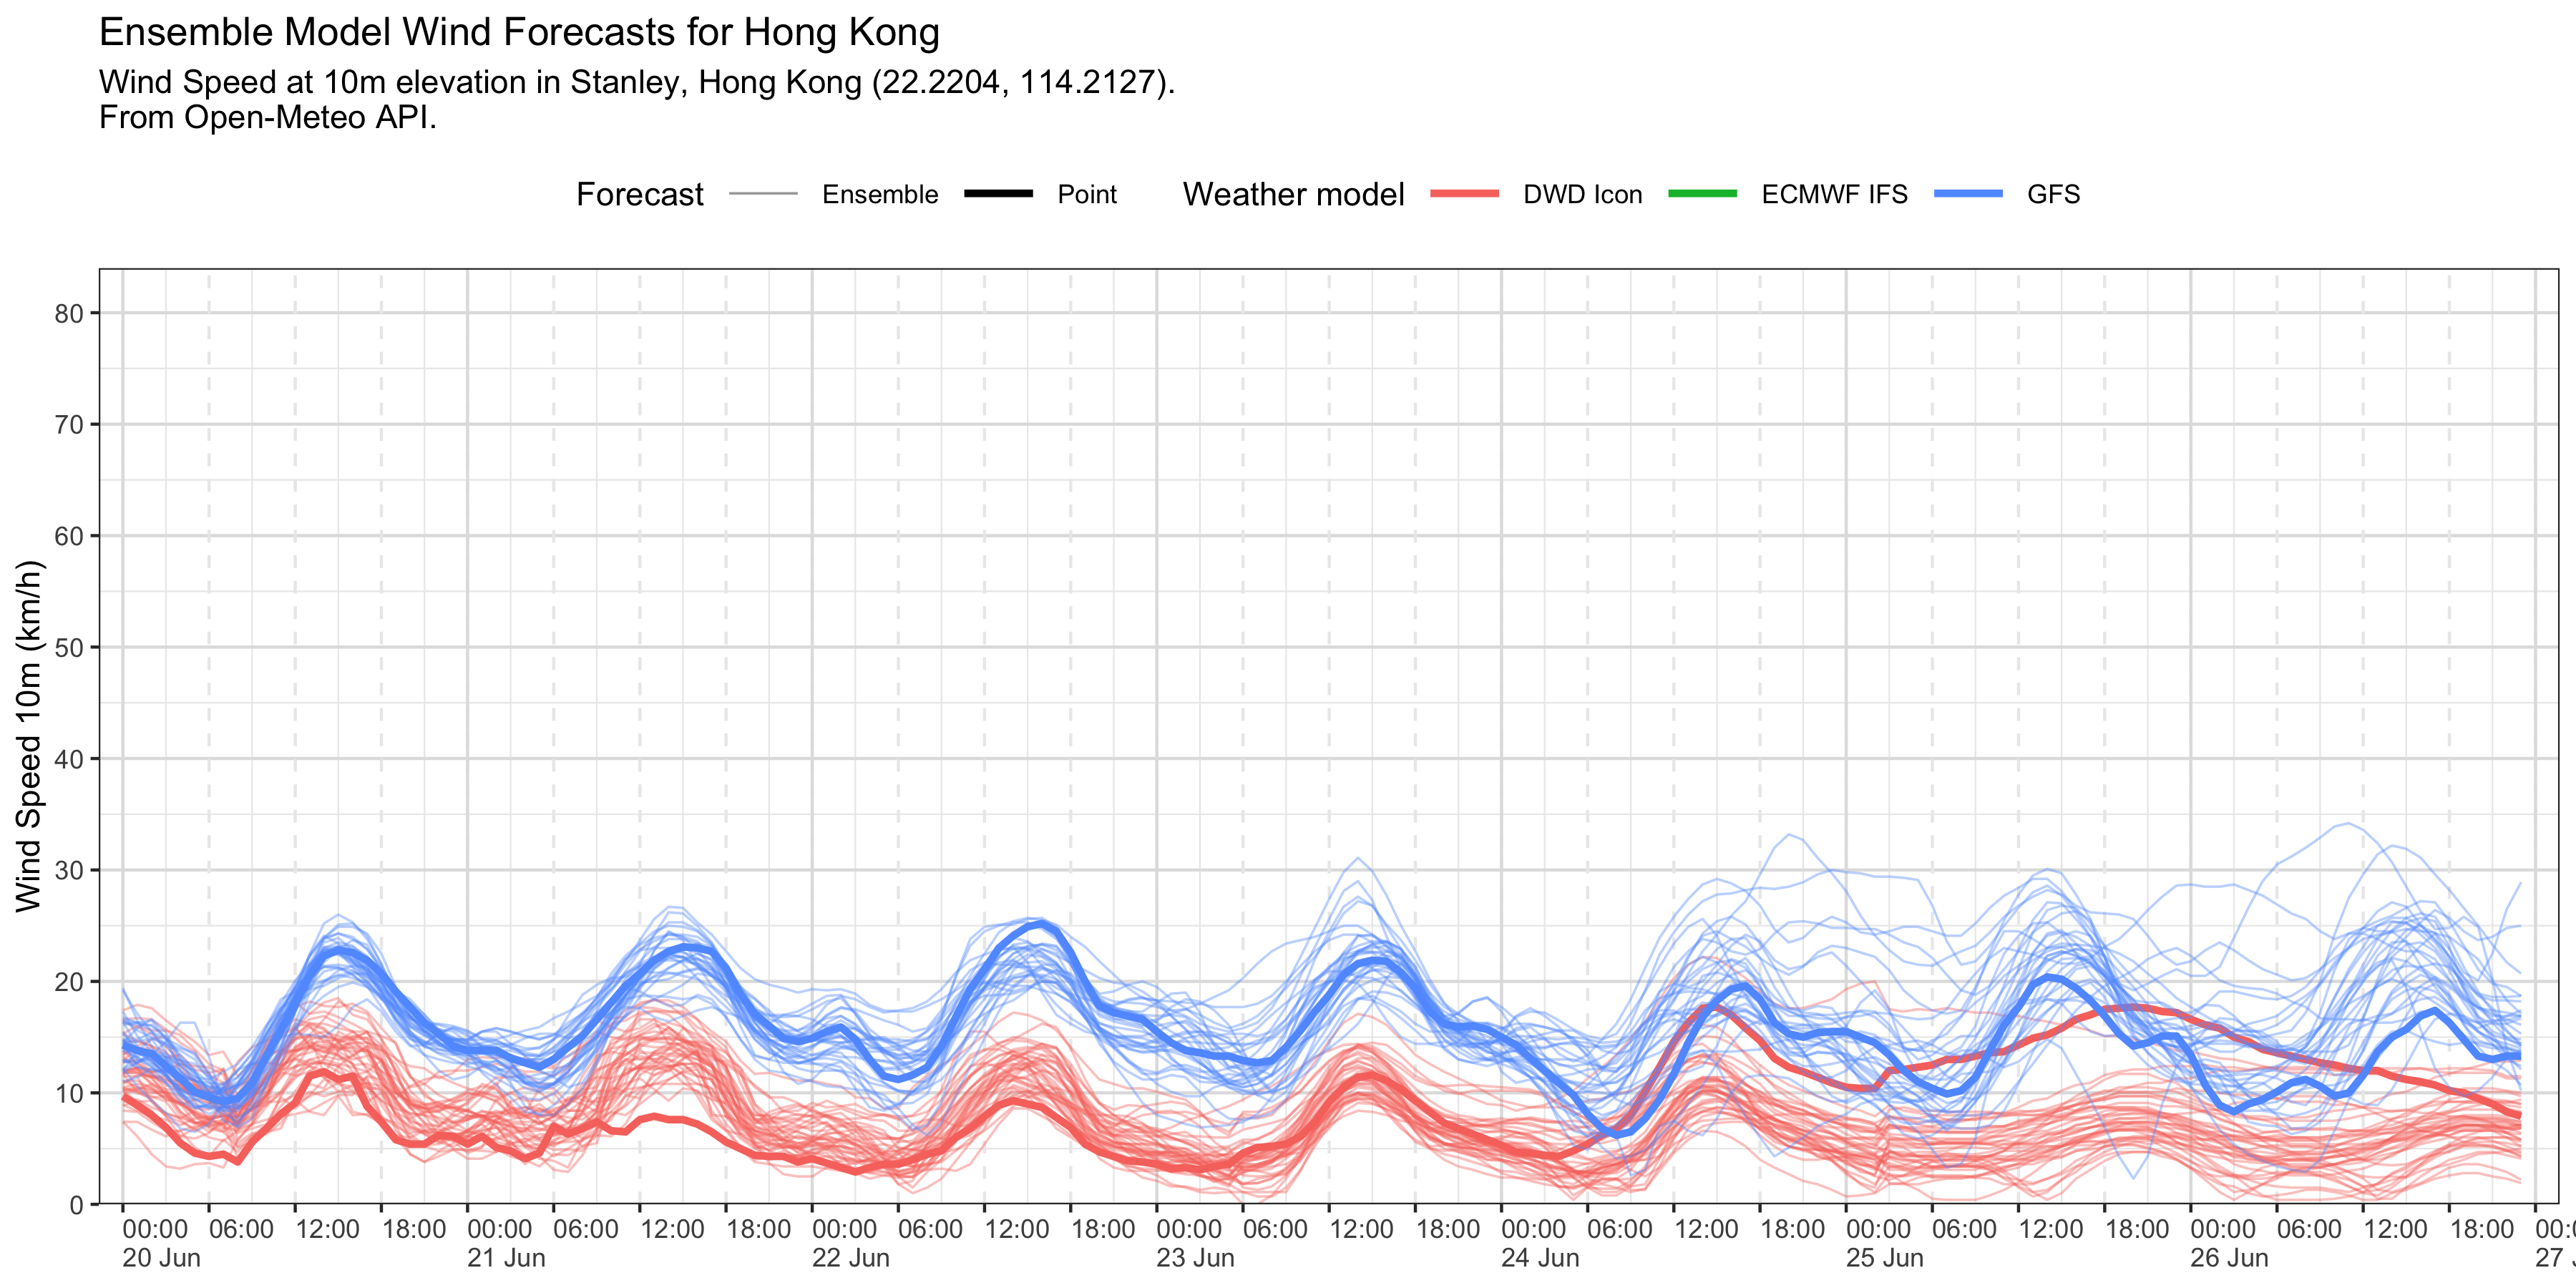 Ensemble Model Wind Forecasts for Hong Kong
Wind Speed at 10m elevation in Stanley, Hong Kong (22.2204, 114.2127).
From Open-Meteo API.
Forecast Ensemble Point Weather model DWD Icon ECMWF IFS GFS
Wind Speed 10m (km/h)
80
70
60
50
40
30
20
10
0
00:00 06:00 12:00 18:00 00:00 06:00 12:00 18:00 00:00 06:00 12:00 18:00 00:00 06:00 12:00 18:00 00:00 06:00 12:00 18:00 00:00 06:00 12:00 18:00 00:00 06:00 12:00 18:00
20 Jun 21 Jun 22 Jun 23 Jun 24 Jun 25 Jun 26 Jun 27